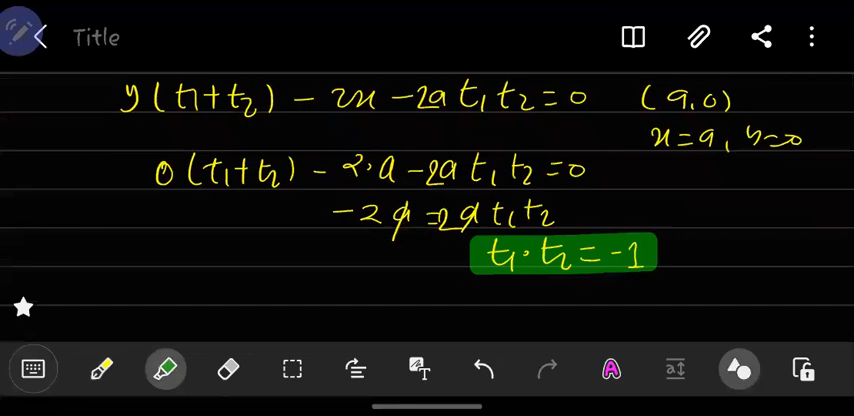 Title
y(t₁+t₂) - 2x - 2a t₁ t₂ = 0 (a,0)
x = a, y = 0
0(t₁+t₂) - 2·a - 2a t₁ t₂ = 0
-2a = 2a t₁ t₂
t₁·t₂ = -1